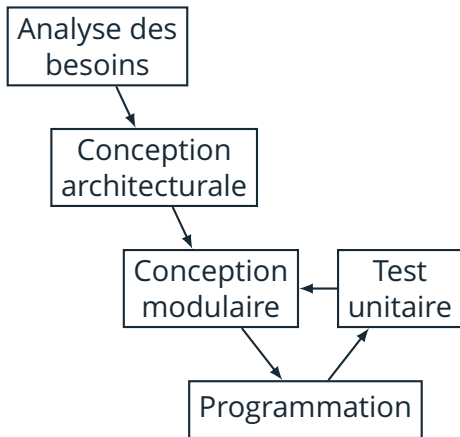 Analyse des
besoins
Conception
architecturale
Conception
modulaire
Test
unitaire
Programmation